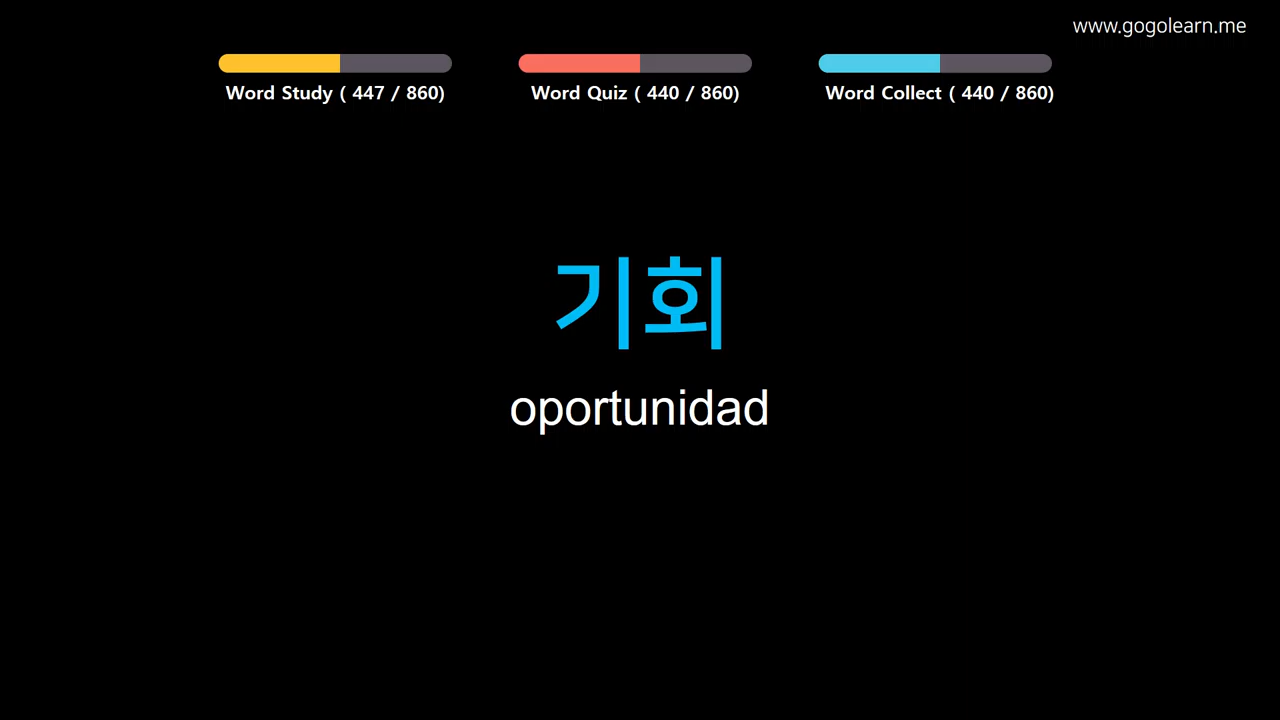 www.gogolearn.me
Word Study ( 447 / 860)
Word Quiz ( 440 / 860)
Word Collect ( 440 / 860)
기회
oportunidad